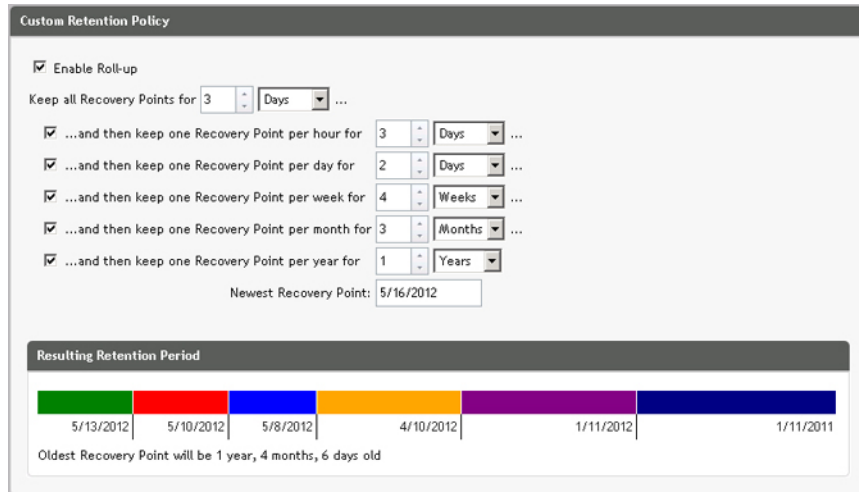 Custom Retention Policy
Enable Roll-up
Keep all Recovery Points for 3 Days ...
...and then keep one Recovery Point per hour for 3 Days ...
...and then keep one Recovery Point per day for 2 Days ...
...and then keep one Recovery Point per week for 4 Weeks ...
...and then keep one Recovery Point per month for 3 Months ...
...and then keep one Recovery Point per year for 1 Years
Newest Recovery Point: 5/16/2012
Resulting Retention Period
5/13/2012 5/10/2012 5/8/2012 4/10/2012 1/11/2012 1/11/2011
Oldest Recovery Point will be 1 year, 4 months, 6 days old